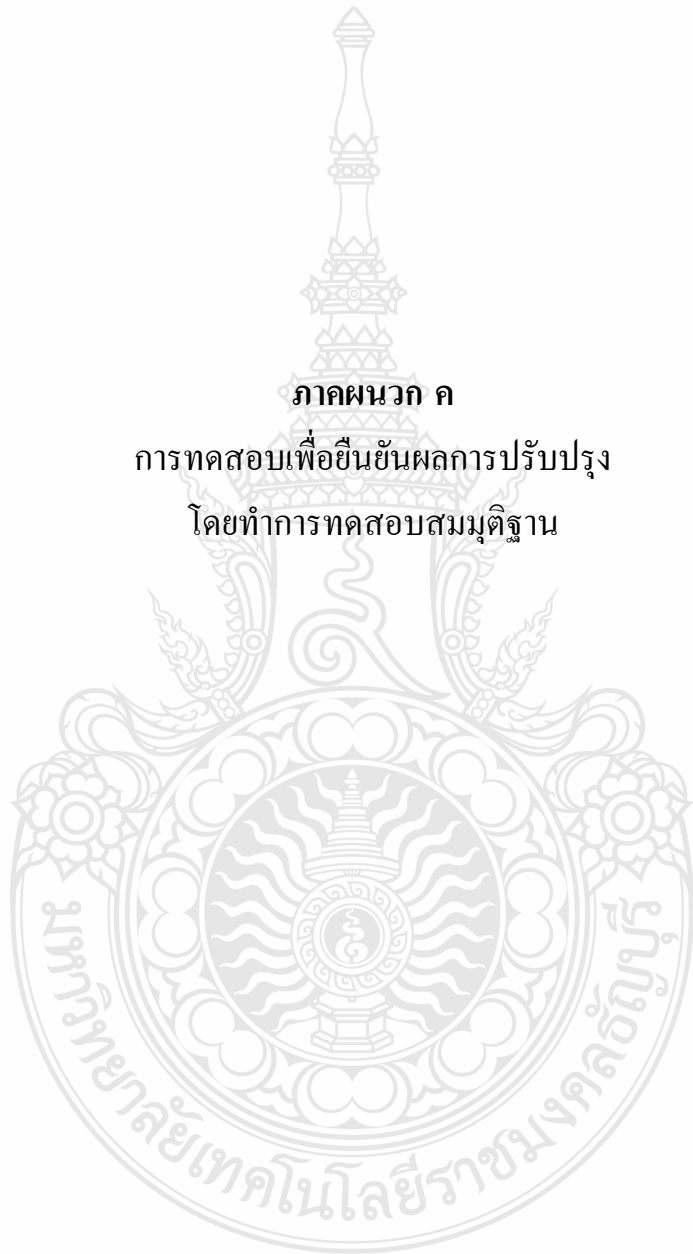 ภาคผนวก ค
การทดสอบเพื่อยืนยันผลการปรับปรุง
โดยทำการทดสอบสมมุติฐาน
มหาวิทยาลัยเทคโนโลยีราชมงคลธัญบุรี